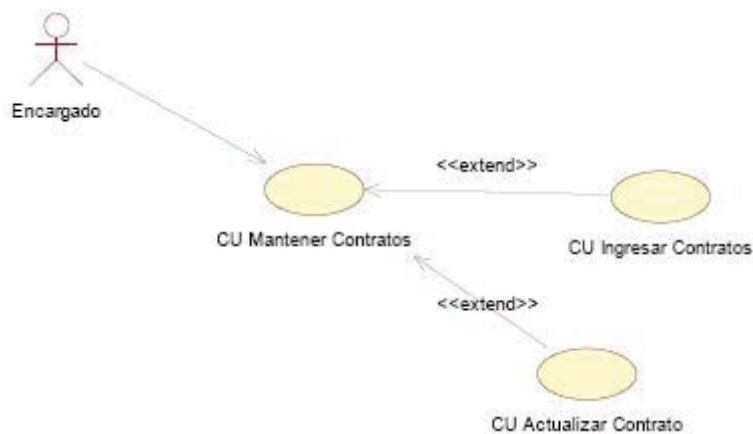 Encargado
<<extend>>
CU Mantener Contratos
CU Ingresar Contratos
<<extend>>
CU Actualizar Contrato